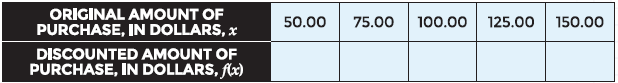 ORIGINAL AMOUNT OF
PURCHASE, IN DOLLARS, x
50.00 75.00 100.00 125.00 150.00
DISCOUNTED AMOUNT OF
PURCHASE, IN DOLLARS, f(x)